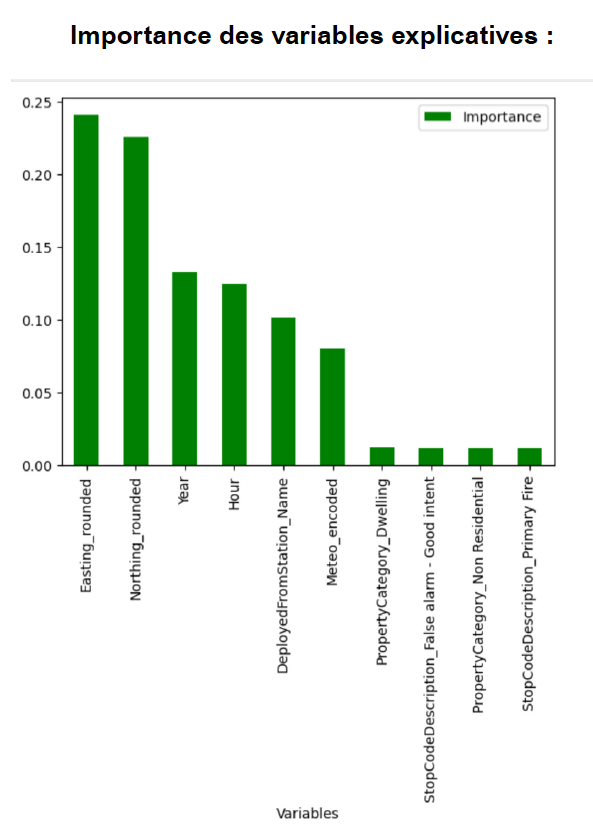 Importance des variables explicatives :
0.25
0.20
0.15
0.10
0.05
0.00
Importance
Easting_rounded
Northing_rounded
Year
Hour
DeployedFromStation_Name
Meteo_encoded
PropertyCategory_Dwelling
StopCodeDescription_False alarm - Good intent
PropertyCategory_Non Residential
StopCodeDescription_Primary Fire
Variables